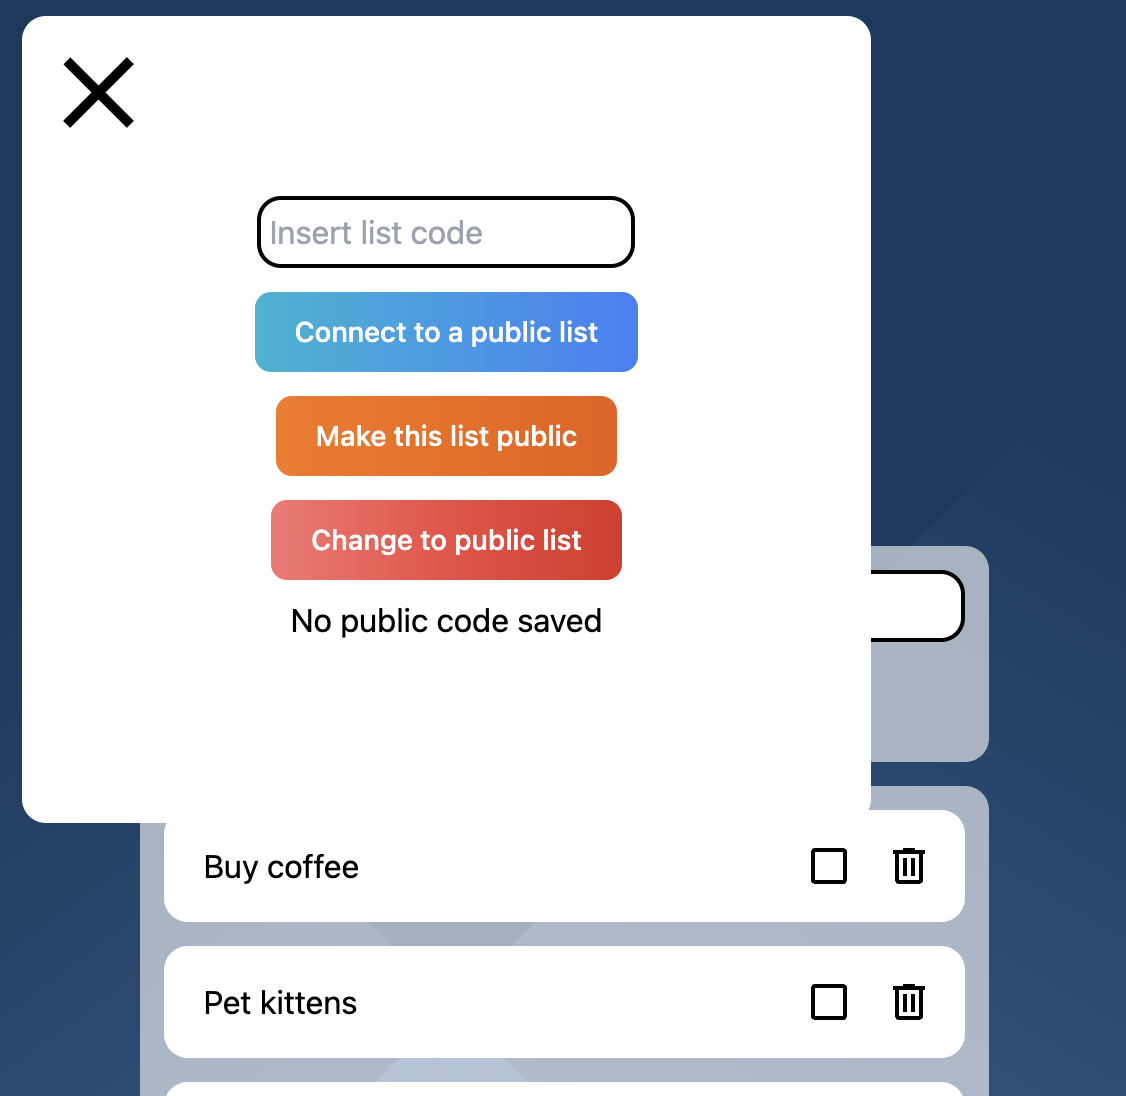 Insert list code
Connect to a public list
Make this list public
Change to public list
No public code saved
Buy coffee
Pet kittens